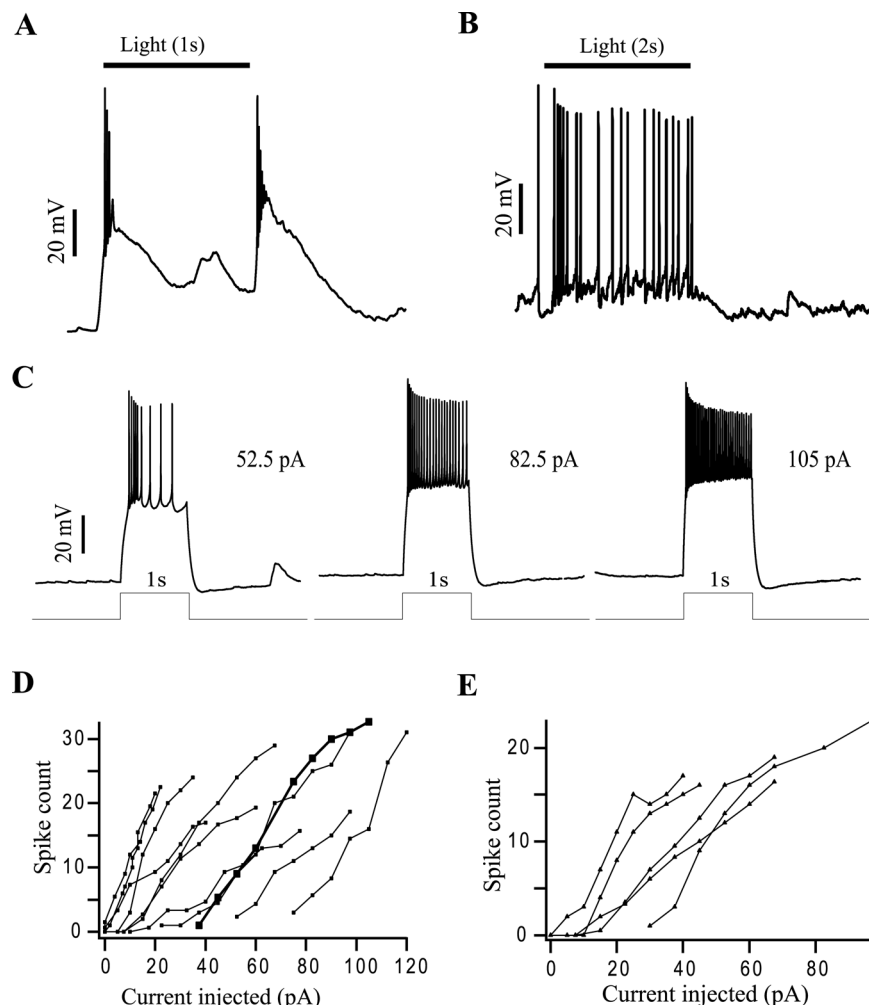 A
Light (1s)
20 mV
B
Light (2s)
20 mV
C
20 mV
52.5 pA
1s
82.5 pA
1s
105 pA
1s
D
Spike count
30
20
10
0
0 20 40 60 80 100 120
Current injected (pA)
E
Spike count
20
10
0
0 20 40 60 80
Current injected (pA)